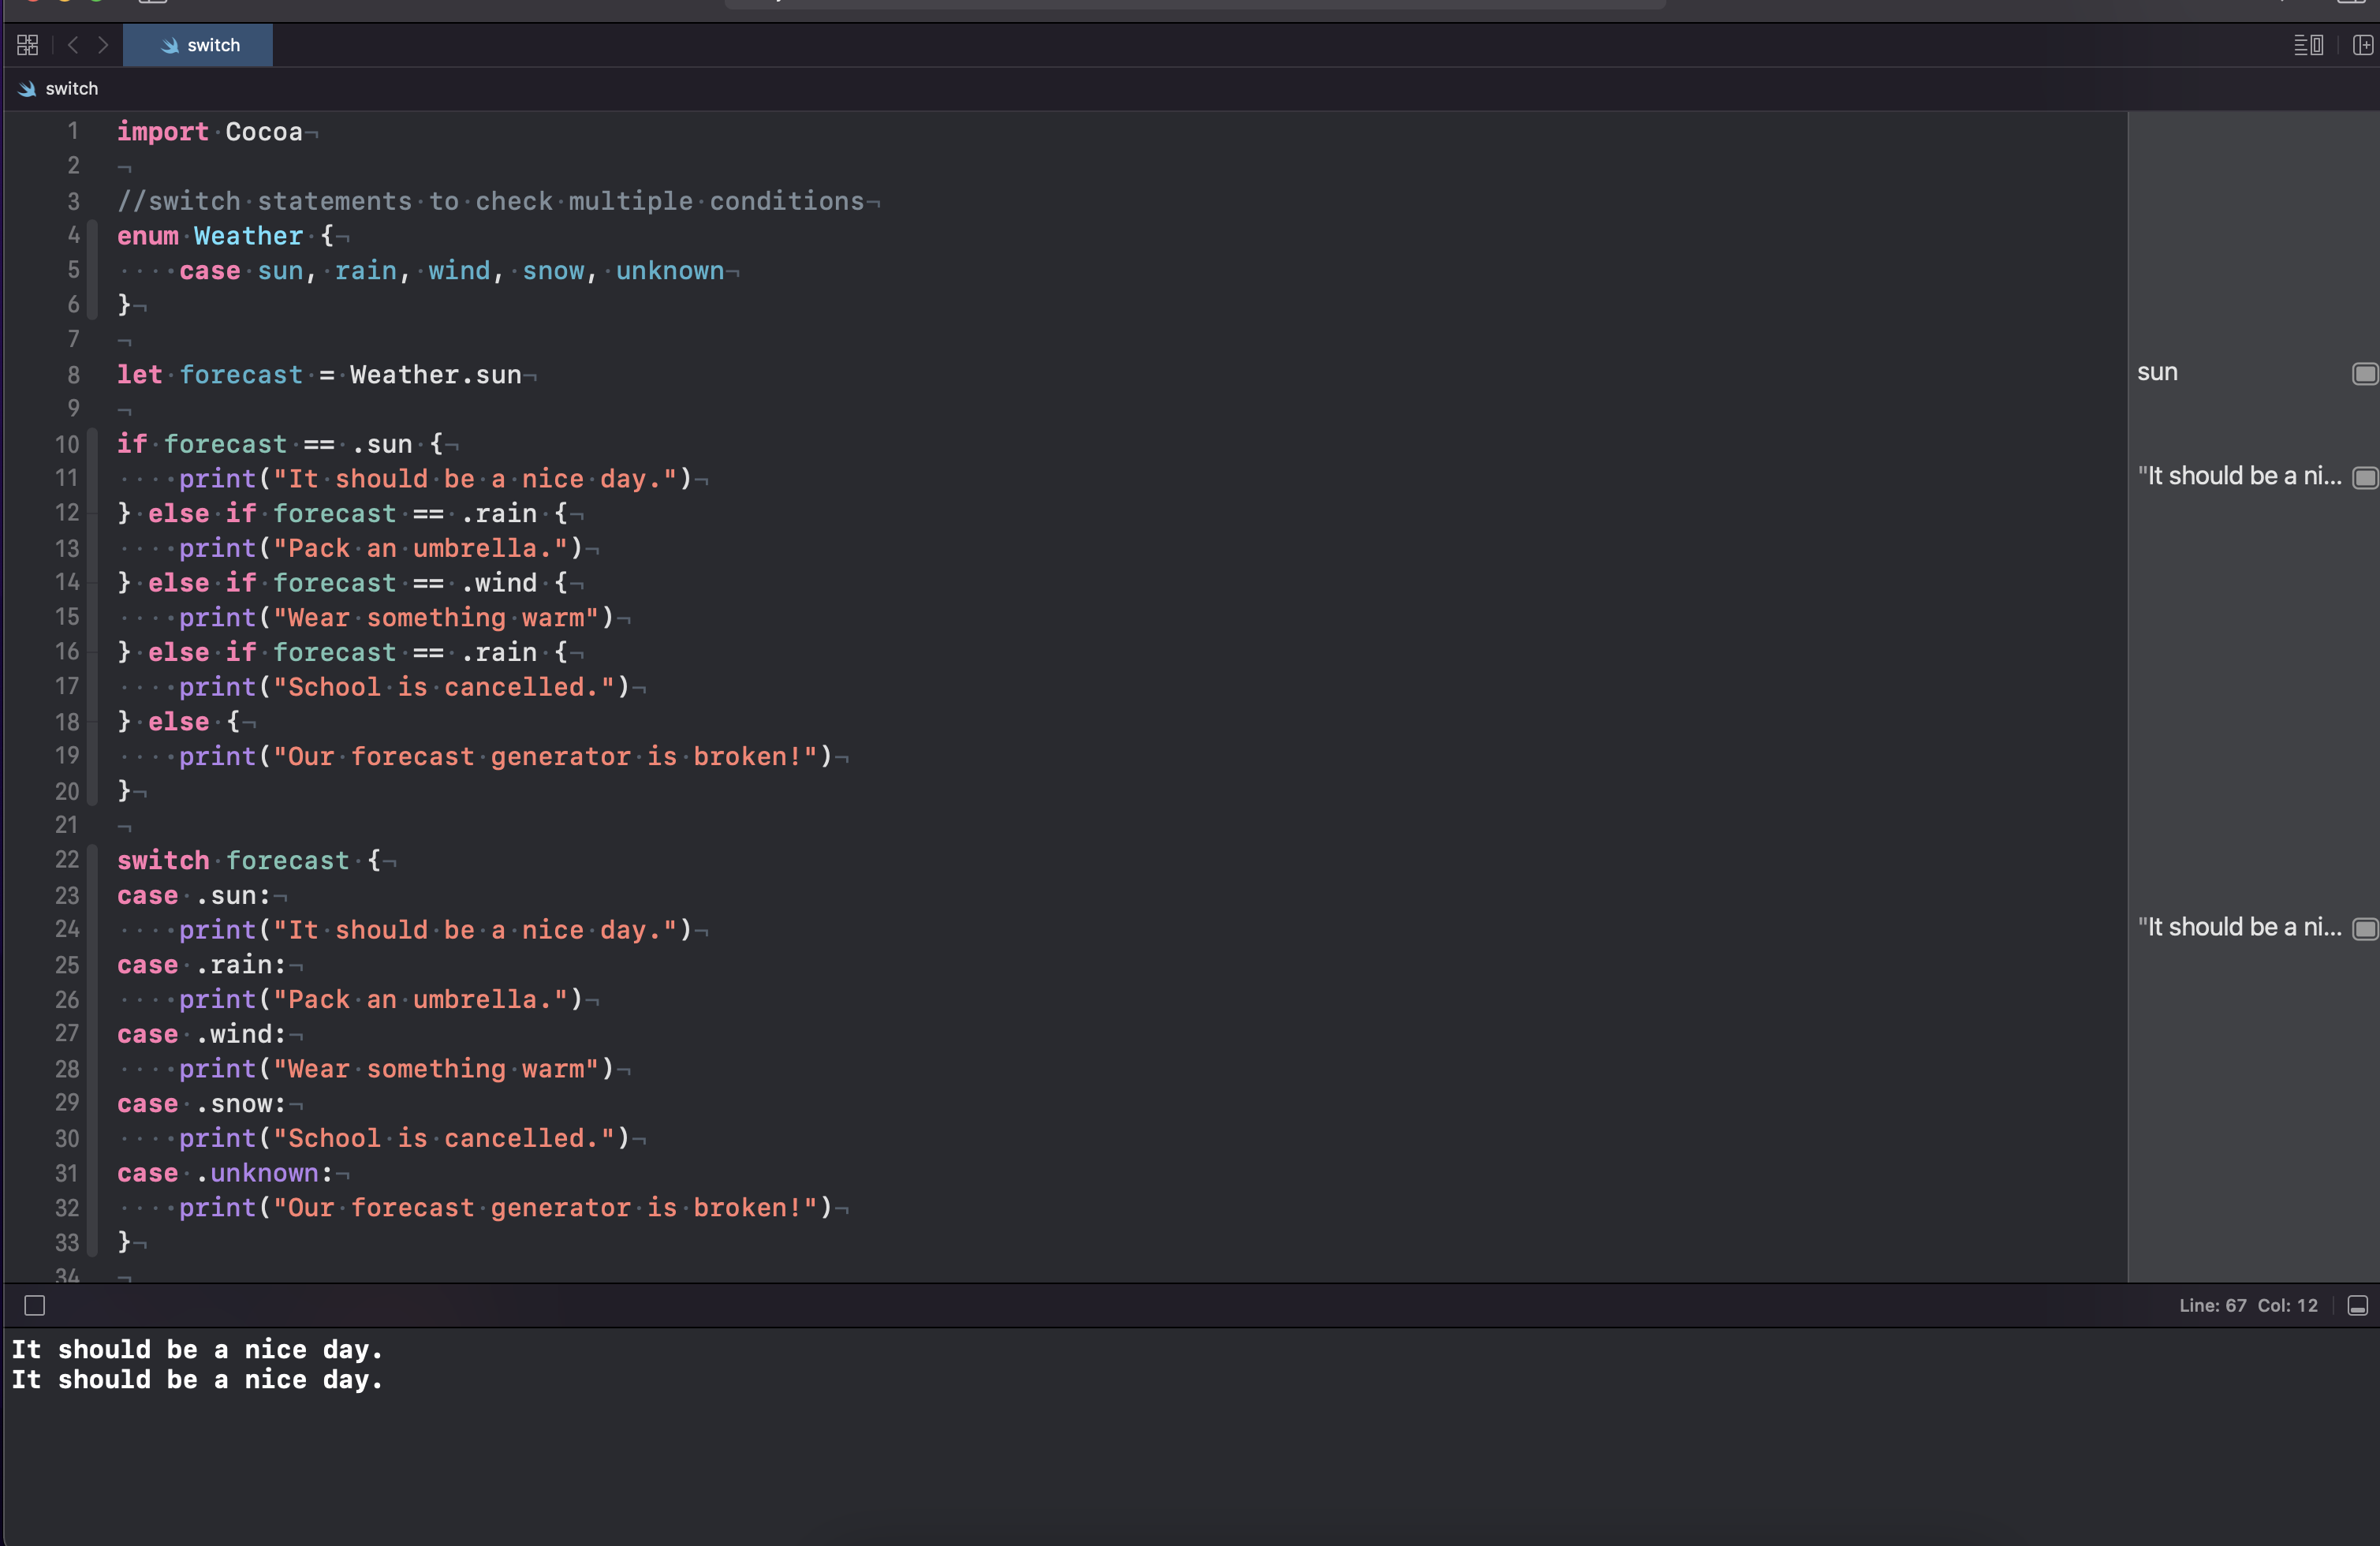 switch
switch
1 import Cocoa
2
3 //switch statements to check multiple conditions
4 enum Weather {
5     case sun, rain, wind, snow, unknown
6 }
7
8 let forecast = Weather.sun
sun
9
10 if forecast == .sun {
11     print("It should be a nice day.")
"It should be a ni...
12 } else if forecast == .rain {
13     print("Pack an umbrella.")
14 } else if forecast == .wind {
15     print("Wear something warm")
16 } else if forecast == .rain {
17     print("School is cancelled.")
18 } else {
19     print("Our forecast generator is broken!")
20 }
21
22 switch forecast {
23 case .sun:
24     print("It should be a nice day.")
"It should be a ni...
25 case .rain:
26     print("Pack an umbrella.")
27 case .wind:
28     print("Wear something warm")
29 case .snow:
30     print("School is cancelled.")
31 case .unknown:
32     print("Our forecast generator is broken!")
33 }
34
Line: 67 Col: 12
It should be a nice day.
It should be a nice day.